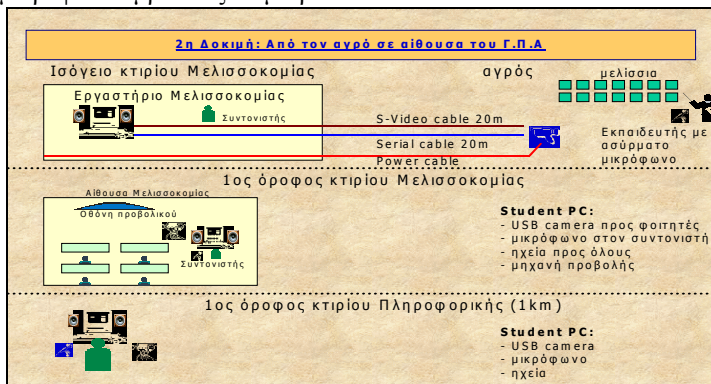 2η Δοκιμή: Από τον αγρό σε αίθουσα του Γ.Π.Α
Ισόγειο κτιρίου Μελισσοκομίας
αγρός
μελίσσια
Εργαστήριο Μελισσοκομίας
Συντονιστής
S-Video cable 20m
Serial cable 20m
Power cable
Εκπαιδευτής με
ασύρματο
μικρόφωνο
1ος όροφος κτιρίου Μελισσοκομίας
Αίθουσα Μελισσοκομίας
Οθόνη προβολικού
Συντονιστής
Student PC:
- USB camera προς φοιτητές
- μικρόφωνο στον συντονιστή
- ηχεία προς όλους
- μηχανή προβολής
1ος όροφος κτιρίου Πληροφορικής (1km)
Student PC:
- USB camera
- μικρόφωνο
- ηχεία